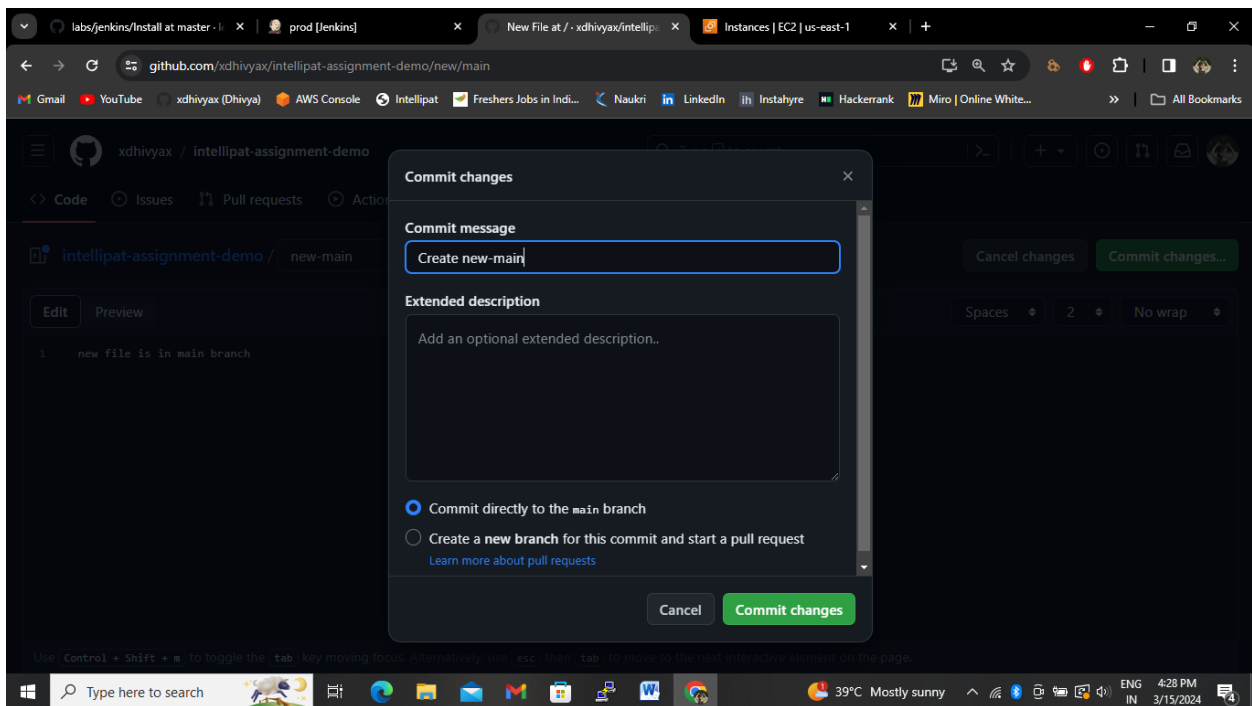 labs/jenkins/Install at master · l
prod [Jenkins]
New File at / · xdhivyax/intellipa
Instances | EC2 | us-east-1
github.com/xdhivyax/intellipat-assignment-demo/new/main
Gmail
YouTube
xdhivyax (Dhivya)
AWS Console
Intellipat
Freshers Jobs in Indi...
Naukri
LinkedIn
Instahyre
Hackerrank
Miro | Online White...
All Bookmarks
xdhivyax / intellipat-assignment-demo
Code
Issues
Pull requests
Actio
intellipat-assignment-demo / new-main
Cancel changes
Commit changes...
Edit
Preview
Spaces
2
No wrap
1 new file is in main branch
Commit changes
Commit message
Create new-main
Extended description
Add an optional extended description..
Commit directly to the main branch
Create a new branch for this commit and start a pull request
Learn more about pull requests
Cancel
Commit changes
Use Control + Shift + m to toggle the tab key moving focus. Alternatively, use esc then tab to move to the next interactive element on the page.
Type here to search
39°C Mostly sunny
ENG
IN
4:28 PM
3/15/2024
4